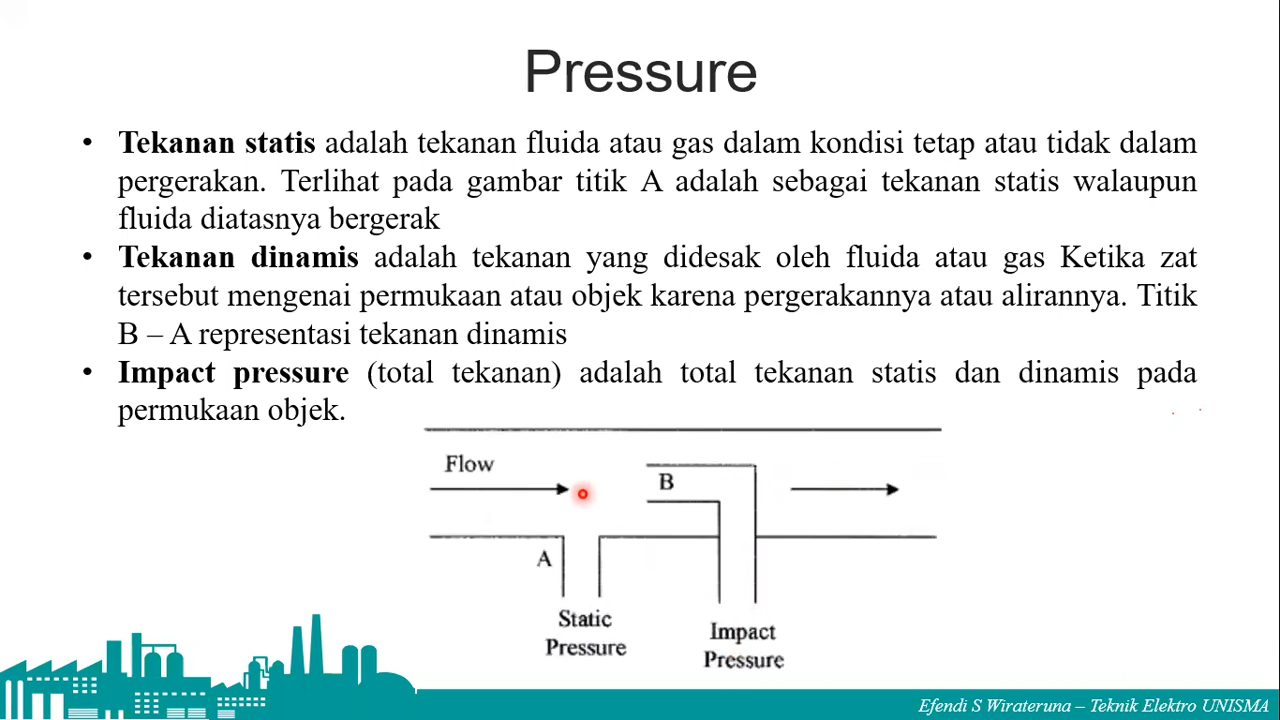 Pressure
• Tekanan statis adalah tekanan fluida atau gas dalam kondisi tetap atau tidak dalam
pergerakan. Terlihat pada gambar titik A adalah sebagai tekanan statis walaupun
fluida diatasnya bergerak
• Tekanan dinamis adalah tekanan yang didesak oleh fluida atau gas Ketika zat
tersebut mengenai permukaan atau objek karena pergerakannya atau alirannya. Titik
B – A representasi tekanan dinamis
• Impact pressure (total tekanan) adalah total tekanan statis dan dinamis pada
permukaan objek.
Flow
B
A
Static
Pressure
Impact
Pressure
Efendi S Wirateruna – Teknik Elektro UNISMA